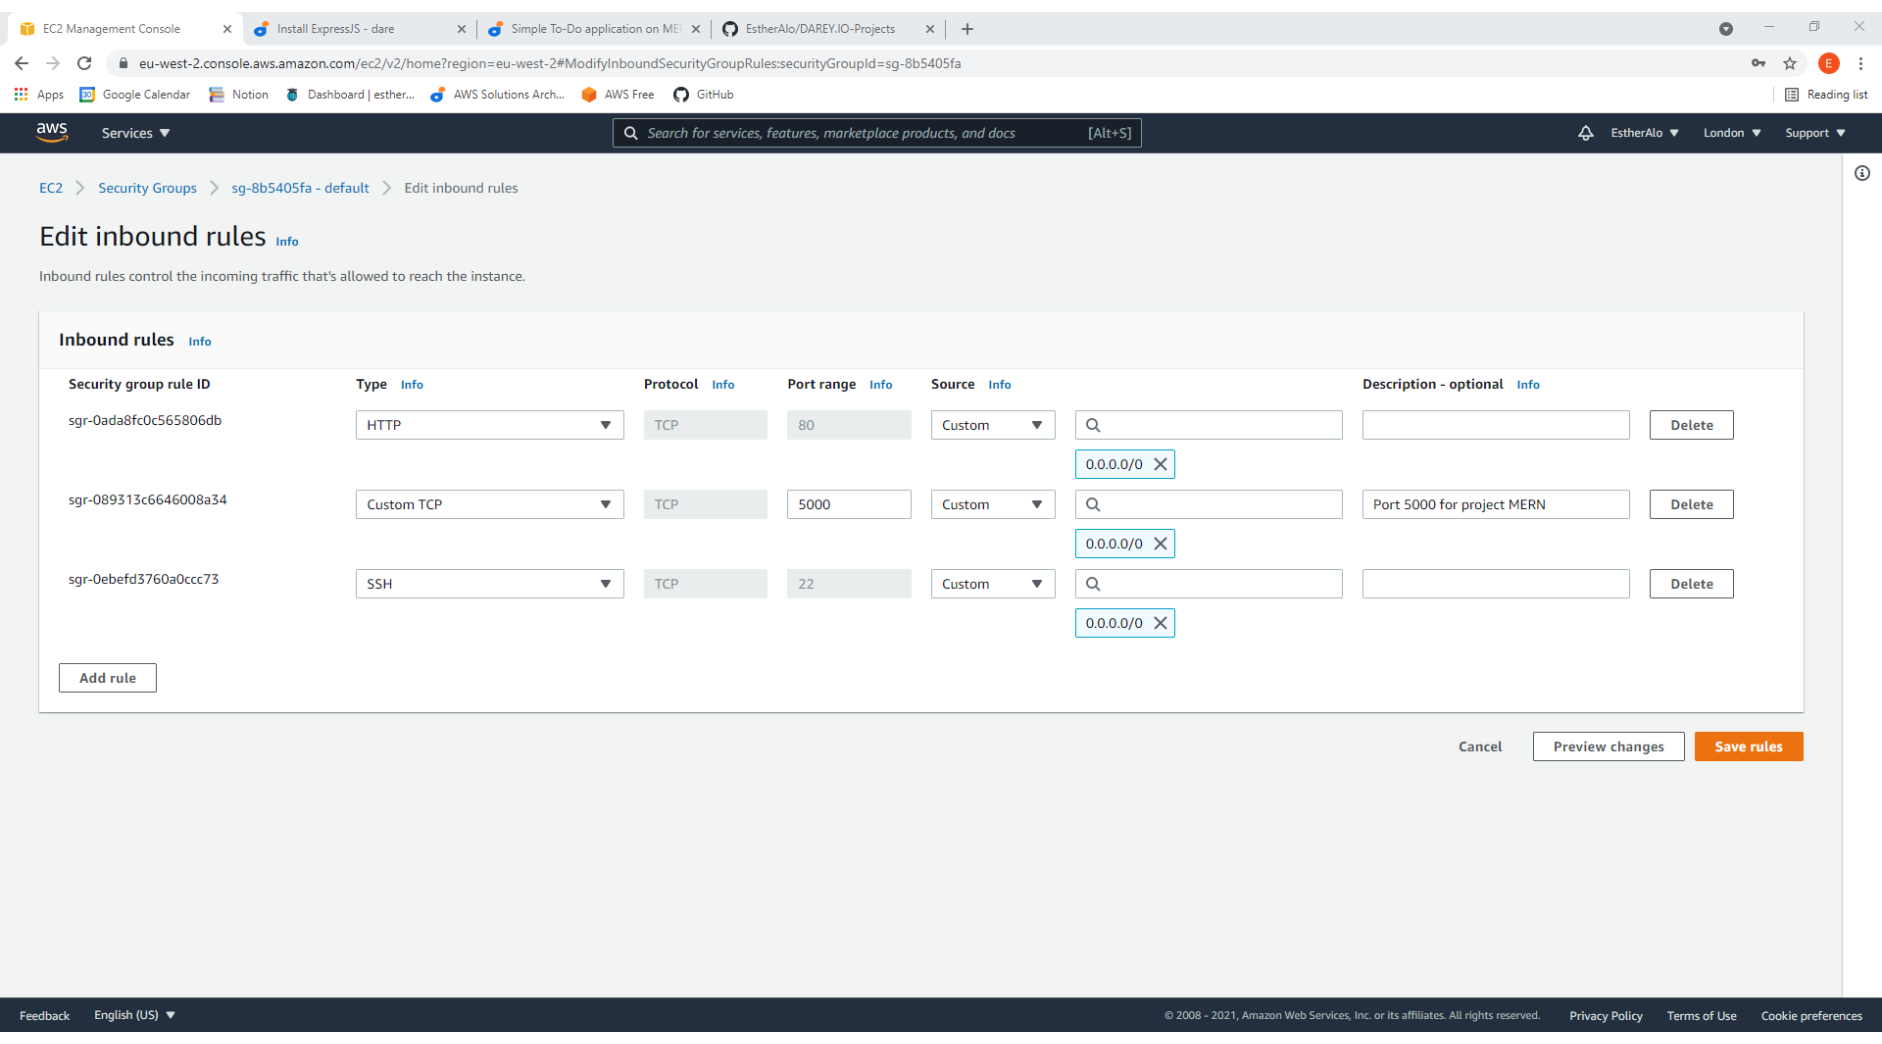 EC2 Management Console
Install ExpressJS - dare
Simple To-Do application on MER
EstherAlo/DAREY.IO-Projects
eu-west-2.console.aws.amazon.com/ec2/v2/home?region=eu-west-2#ModifyInboundSecurityGroupRules:securityGroupId=sg-8b5405fa
E
Apps
Google Calendar
Notion
Dashboard | esther...
AWS Solutions Arch...
AWS Free
GitHub
Reading list
aws
Services
Search for services, features, marketplace products, and docs [Alt+S]
EstherAlo
London
Support
EC2 > Security Groups > sg-8b5405fa - default > Edit inbound rules
Edit inbound rules Info
Inbound rules control the incoming traffic that's allowed to reach the instance.
Inbound rules Info
Security group rule ID Type Info Protocol Info Port range Info Source Info Description - optional Info
sgr-0ada8fc0c565806db HTTP TCP 80 Custom Delete
0.0.0.0/0
sgr-089313c6646008a34 Custom TCP TCP 5000 Custom Port 5000 for project MERN Delete
0.0.0.0/0
sgr-0ebefd3760a0ccc73 SSH TCP 22 Custom Delete
0.0.0.0/0
Add rule
Cancel Preview changes Save rules
Feedback English (US) © 2008 - 2021, Amazon Web Services, Inc. or its affiliates. All rights reserved. Privacy Policy Terms of Use Cookie preferences